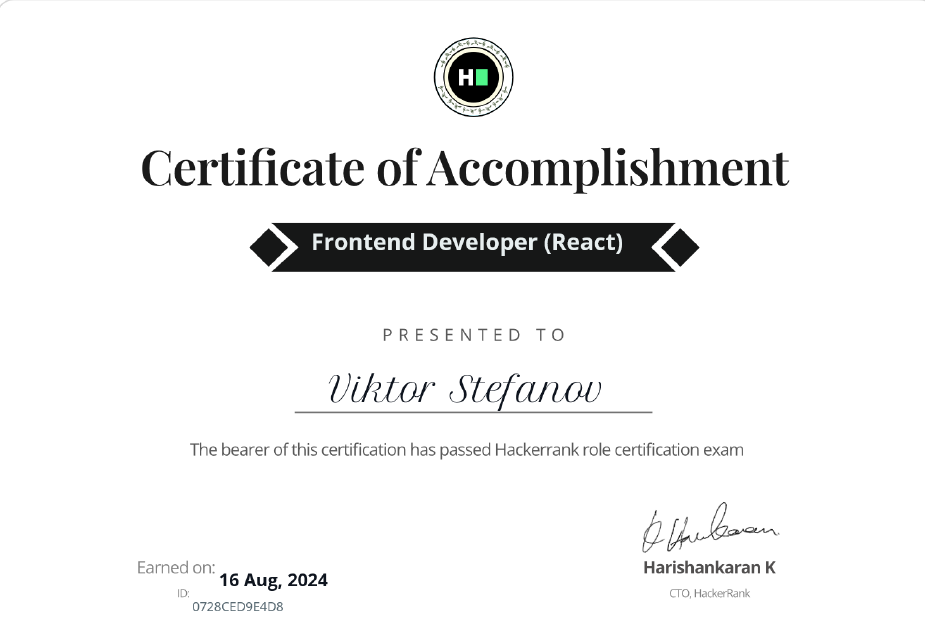 H
Certificate of Accomplishment
Frontend Developer (React)
PRESENTED TO
Viktor Stefanov
The bearer of this certification has passed Hackerrank role certification exam
Earned on: 16 Aug, 2024
ID: 0728CED9E4D8
Harishankaran K
CTO, HackerRank